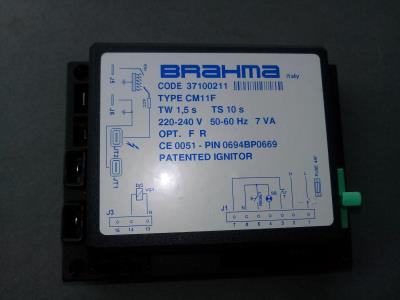 BRAHMA
Italy
CODE 37100211
TYPE CM11F
TW 1,5 s TS 10 s
220-240 V 50-60 Hz 7 VA
OPT. F R
CE 0051 - PIN 0694BP0669
PATENTED IGNITOR
J3
J1